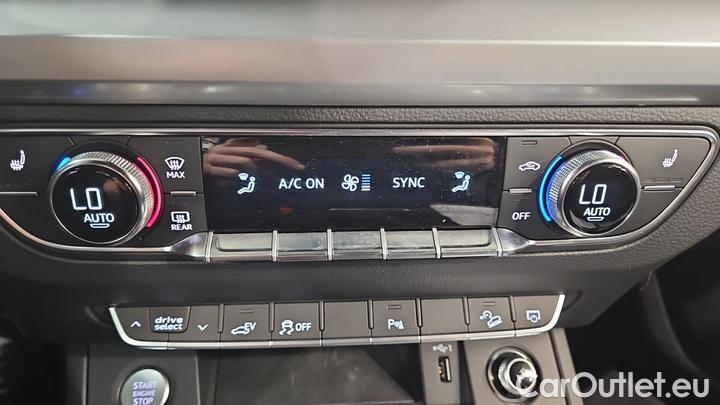 LO
AUTO
MAX
REAR
A/C ON
SYNC
OFF
LO
AUTO
drive
select
EV
OFF
P
START
ENGINE
STOP
CarOutlet.eu